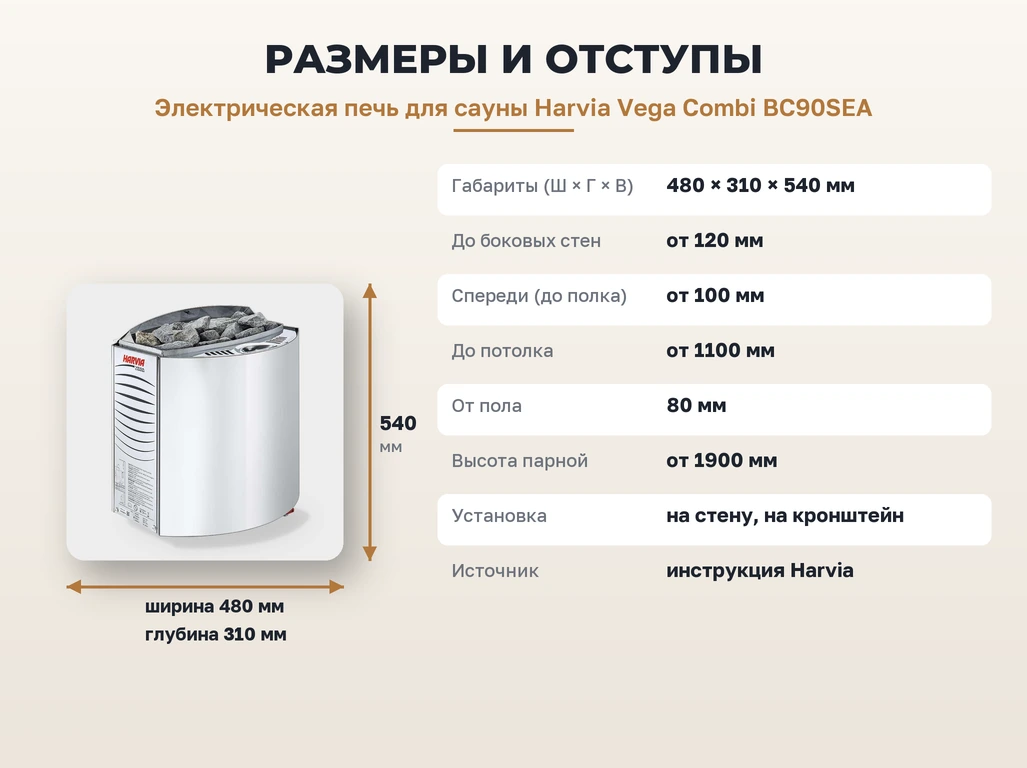 РАЗМЕРЫ И ОТСТУПЫ
Электрическая печь для сауны Harvia Vega Combi BC90SEA
Габариты (Ш × Г × В) 480 × 310 × 540 мм
До боковых стен от 120 мм
Спереди (до полка) от 100 мм
До потолка от 1100 мм
От пола 80 мм
Высота парной от 1900 мм
Установка на стену, на кронштейн
Источник инструкция Harvia
HARVIA
540
мм
ширина 480 мм
глубина 310 мм